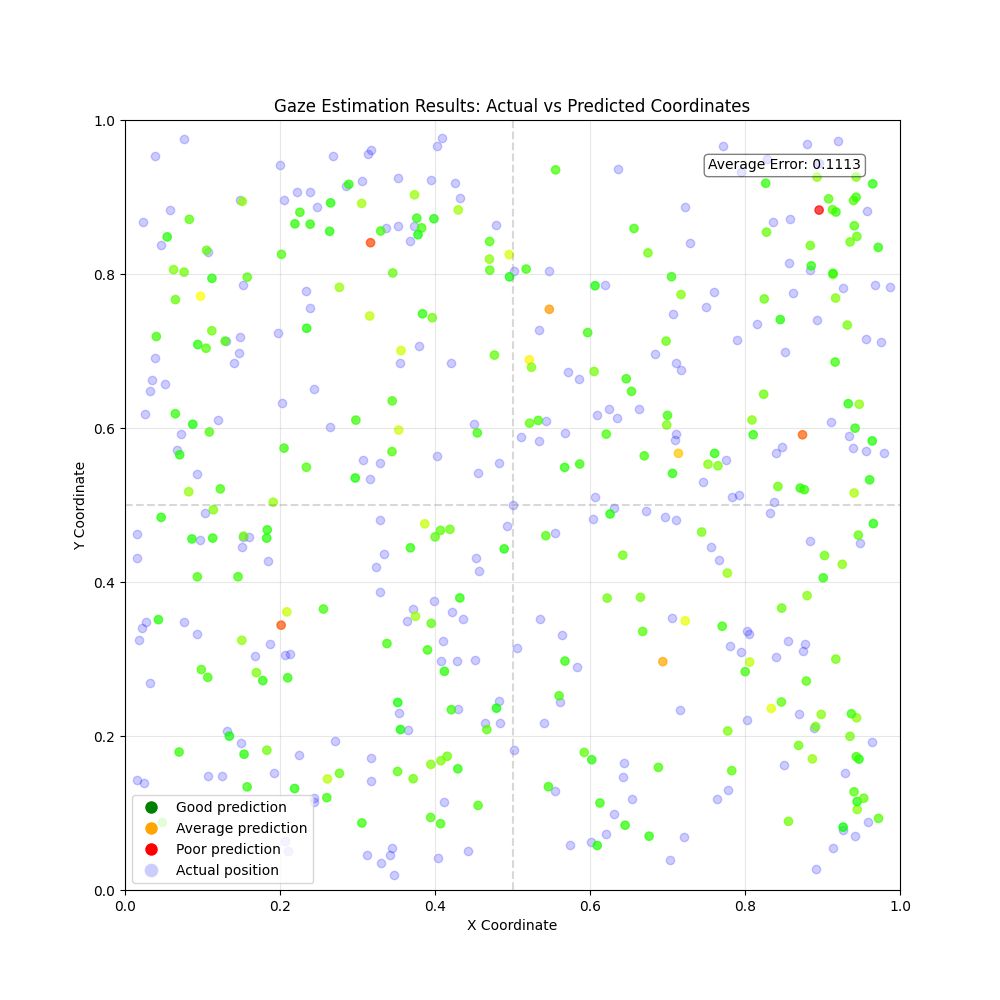 Gaze Estimation Results: Actual vs Predicted Coordinates
Average Error: 0.1113
Y Coordinate
1.0
0.8
0.6
0.4
0.2
0.0
Good prediction
Average prediction
Poor prediction
Actual position
0.0 0.2 0.4 0.6 0.8 1.0
X Coordinate